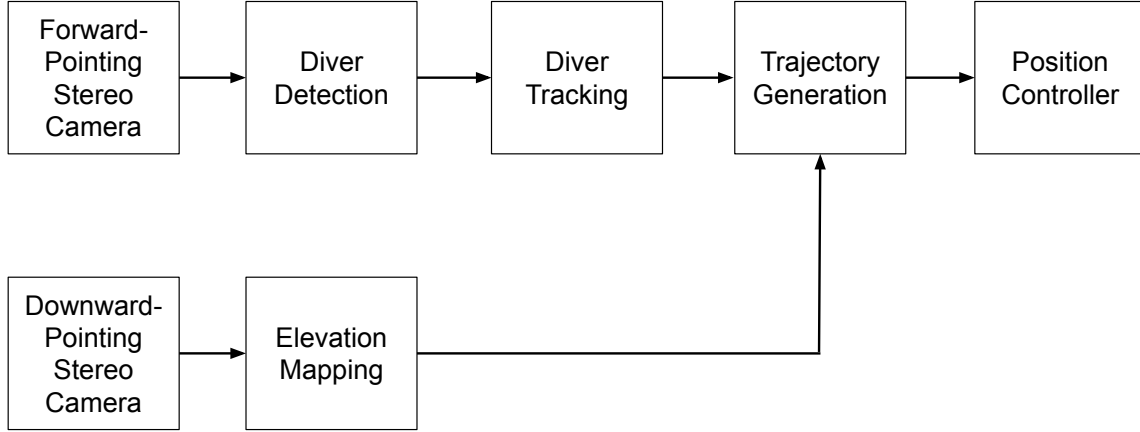 Forward-
Pointing
Stereo
Camera
Diver
Detection
Diver
Tracking
Trajectory
Generation
Position
Controller
Downward-
Pointing
Stereo
Camera
Elevation
Mapping